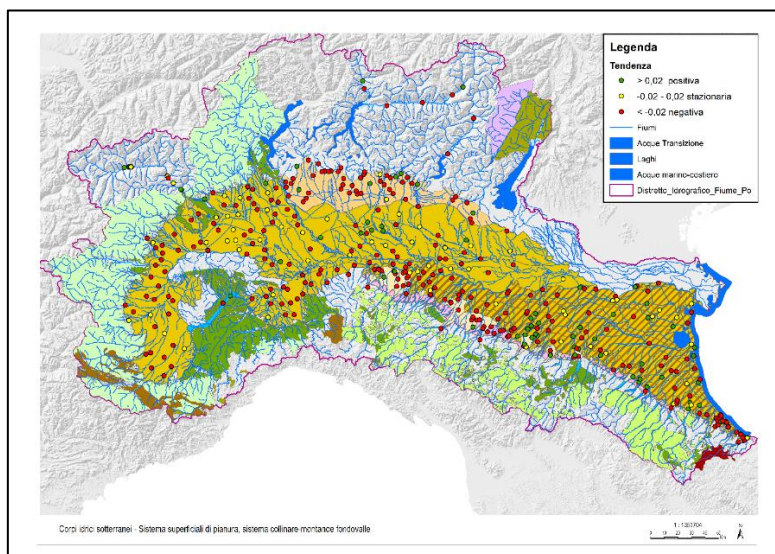 Legenda
Tendenza
> 0,02 positiva
-0,02 - 0,02 stazionaria
< -0,02 negativa
Fiumi
Acque Transizione
Laghi
Acque marino-costiere
Distretto_Idrografico_Fiume_Po
Corpi idrici sotterranei - Sistema superficiali di pianura, sistema collinare-montance fondovalle
N